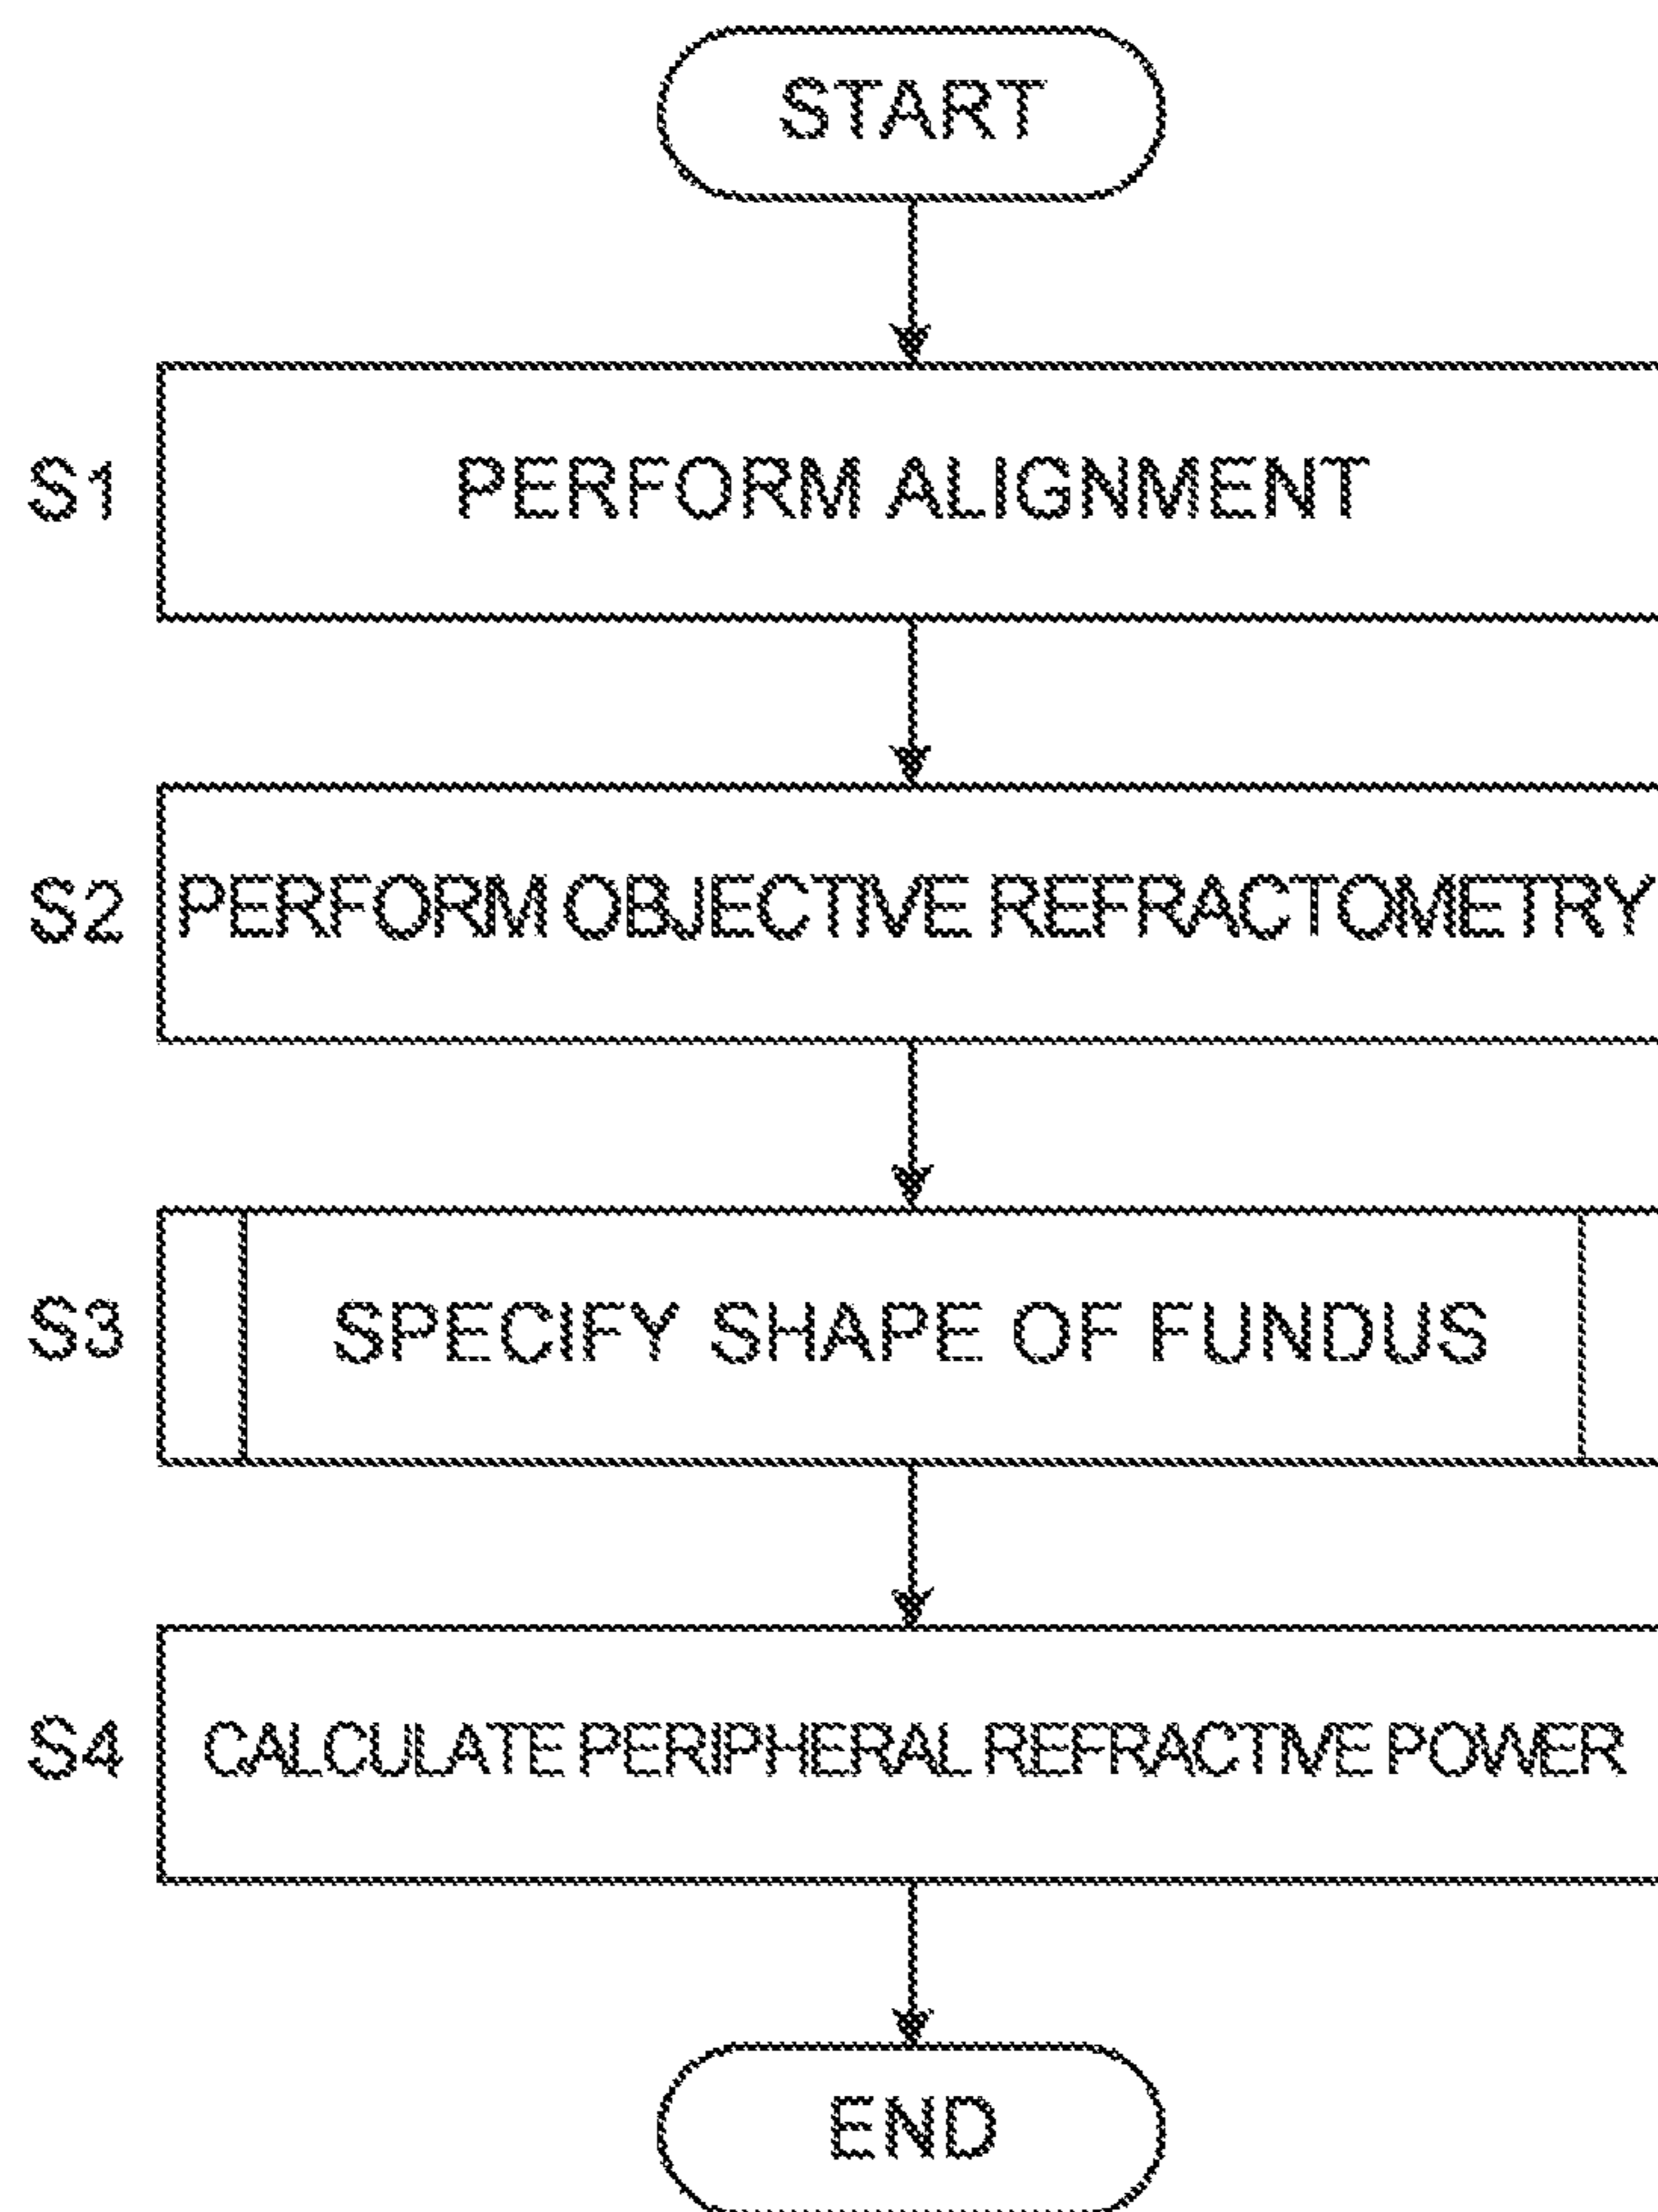 START
S1 PERFORM ALIGNMENT
S2 PERFORM OBJECTIVE REFRACTOMETRY
S3 SPECIFY SHAPE OF FUNDUS
S4 CALCULATE PERIPHERAL REFRACTIVE POWER
END